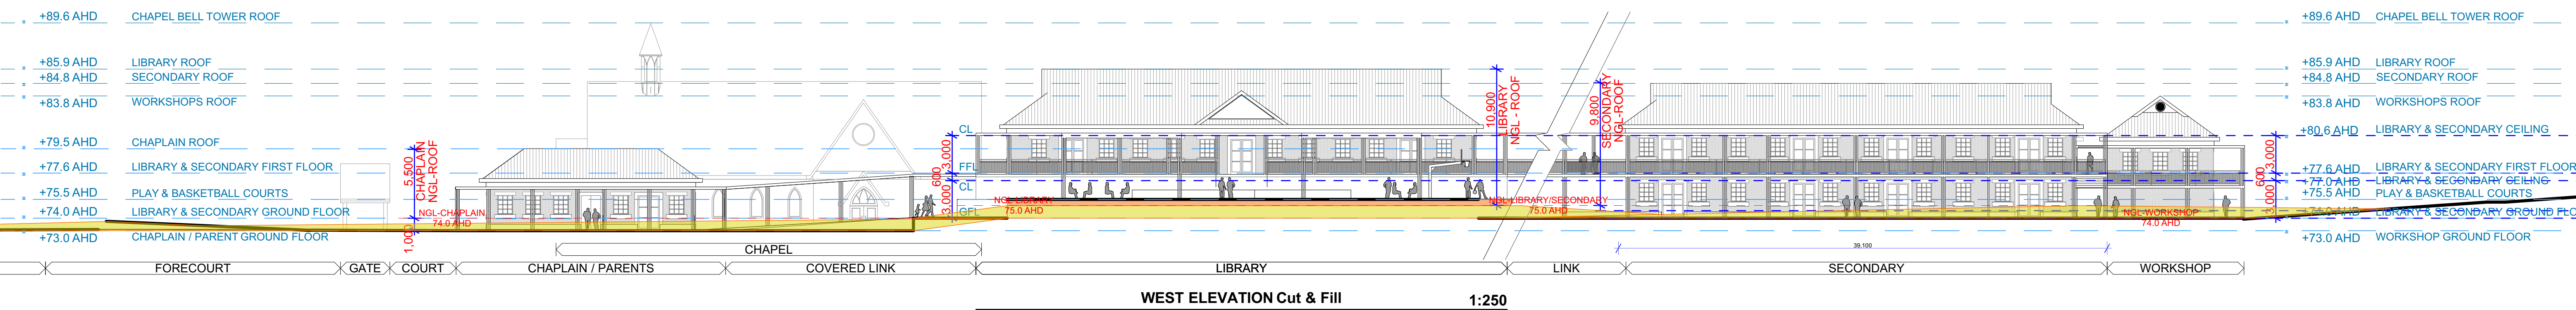 +89.6 AHD CHAPEL BELL TOWER ROOF
+85.9 AHD LIBRARY ROOF
+84.8 AHD SECONDARY ROOF
+83.8 AHD WORKSHOPS ROOF
+79.5 AHD CHAPLAIN ROOF
+77.6 AHD LIBRARY & SECONDARY FIRST FLOOR
+75.5 AHD PLAY & BASKETBALL COURTS
+74.0 AHD LIBRARY & SECONDARY GROUND FLOOR
+73.0 AHD CHAPLAIN / PARENT GROUND FLOOR
5,500
CHAPLAIN
NGL-ROOF
1,000
NGL-CHAPLAIN
74.0 AHD
CL
FFL
CL
GFL
3.000
600
3.000
NGL-LIBRARY
75.0 AHD
10,900
LIBRARY
NGL - ROOF
NGL-LIBRARY/SECONDARY
75.0 AHD
9,800
SECONDARY
NGL-ROOF
NGL-WORKSHOP
74.0 AHD
39,100
3.000
600
3.000
+89.6 AHD CHAPEL BELL TOWER ROOF
+85.9 AHD LIBRARY ROOF
+84.8 AHD SECONDARY ROOF
+83.8 AHD WORKSHOPS ROOF
+80.6 AHD LIBRARY & SECONDARY CEILING
+77.6 AHD LIBRARY & SECONDARY FIRST FLOOR
+77.0 AHD LIBRARY & SECONDARY CEILING
+75.5 AHD PLAY & BASKETBALL COURTS
+74.0 AHD LIBRARY & SECONDARY GROUND FLO
+73.0 AHD WORKSHOP GROUND FLOOR
CHAPEL
FORECOURT GATE COURT CHAPLAIN / PARENTS COVERED LINK LIBRARY LINK SECONDARY WORKSHOP
WEST ELEVATION Cut & Fill 1:250